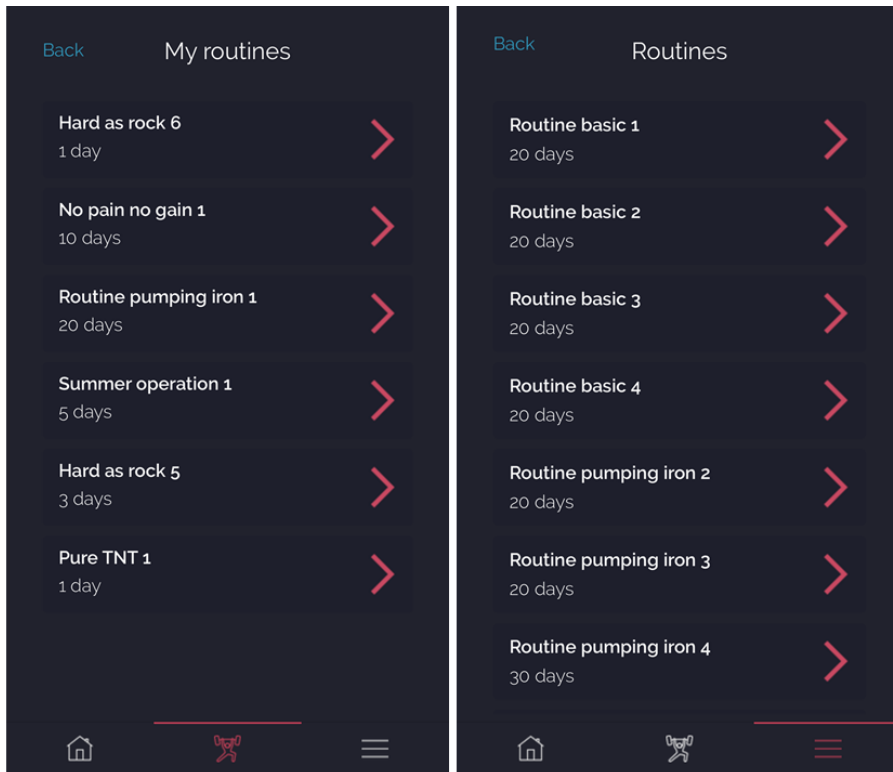 Back
My routines
Hard as rock 6
1 day
No pain no gain 1
10 days
Routine pumping iron 1
20 days
Summer operation 1
5 days
Hard as rock 5
3 days
Pure TNT 1
1 day
Back
Routines
Routine basic 1
20 days
Routine basic 2
20 days
Routine basic 3
20 days
Routine basic 4
20 days
Routine pumping iron 2
20 days
Routine pumping iron 3
20 days
Routine pumping iron 4
30 days